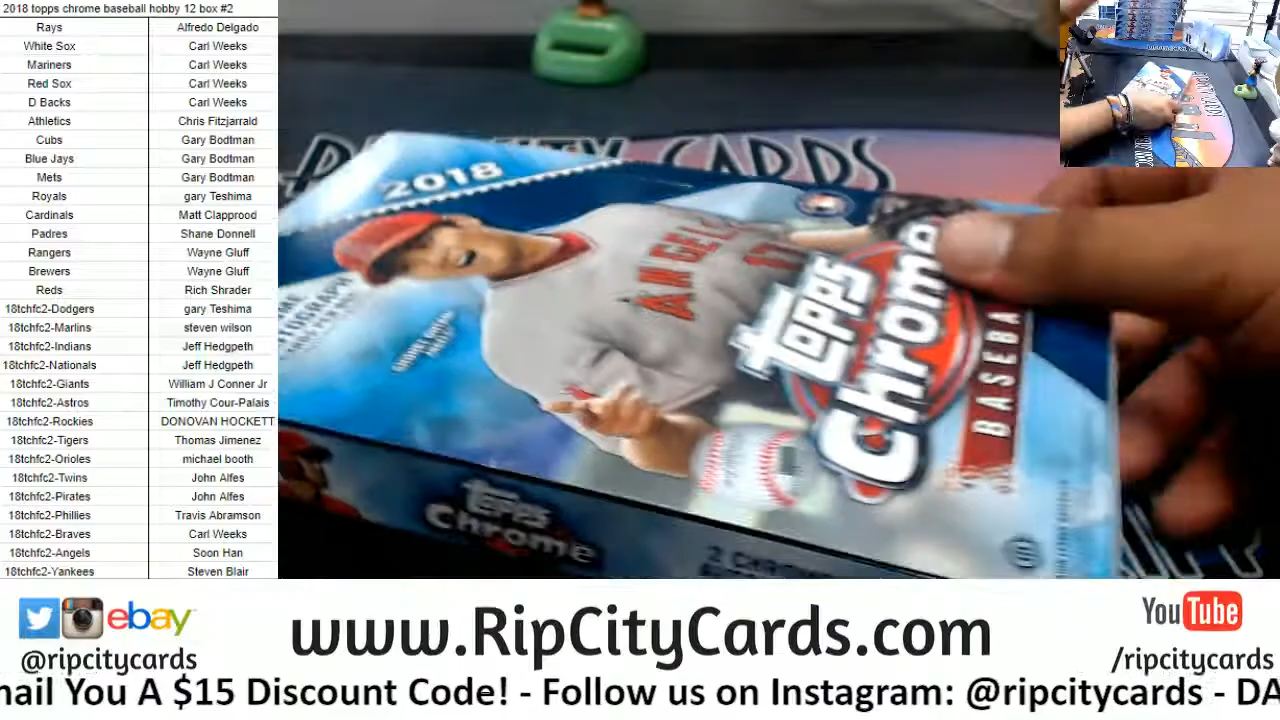 2018 topps chrome baseball hobby 12 box #2
Rays Alfredo Delgado
White Sox Carl Weeks
Mariners Carl Weeks
Red Sox Carl Weeks
D Backs Carl Weeks
Athletics Chris Fitzjarrald
Cubs Gary Bodtman
Blue Jays Gary Bodtman
Mets Gary Bodtman
Royals gary Teshima
Cardinals Matt Clapprood
Padres Shane Donnell
Rangers Wayne Gluff
Brewers Wayne Gluff
Reds Rich Shrader
18tchfc2-Dodgers gary Teshima
18tchfc2-Marlins steven wilson
18tchfc2-Indians Jeff Hedgpeth
18tchfc2-Nationals Jeff Hedgpeth
18tchfc2-Giants William J Conner Jr
18tchfc2-Astros Timothy Cour-Palais
18tchfc2-Rockies DONOVAN HOCKETT
18tchfc2-Tigers Thomas Jimenez
18tchfc2-Orioles michael booth
18tchfc2-Twins John Alfes
18tchfc2-Pirates John Alfes
18tchfc2-Phillies Travis Abramson
18tchfc2-Braves Carl Weeks
18tchfc2-Angels Soon Han
18tchfc2-Yankees Steven Blair
CARDS
2018
ANGELS
17
Topps
Chrome
BASEBA
Topps
Chrome
2 CHROM
ebay
@ripcitycards
www.RipCityCards.com
YouTube
/ripcitycards
mail You A $15 Discount Code! - Follow us on Instagram: @ripcitycards - DA